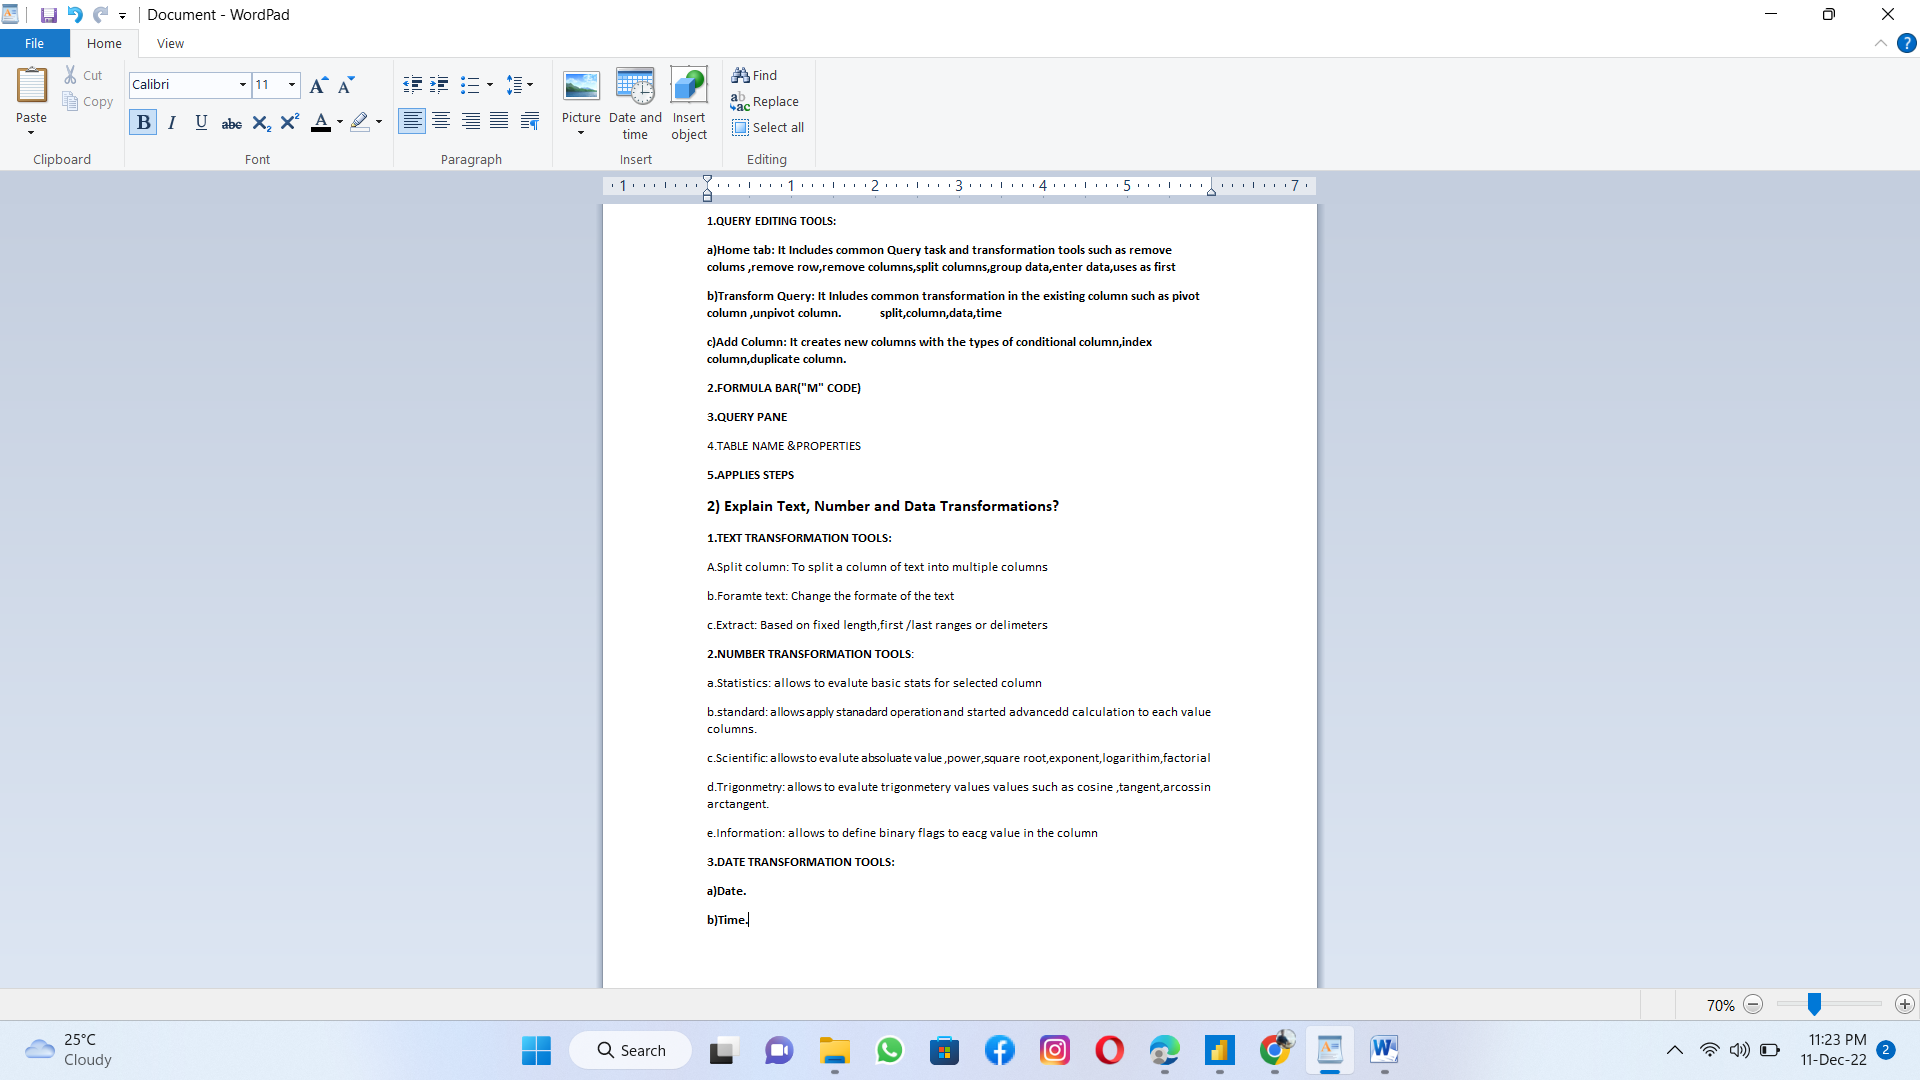 Document - WordPad
File Home View
Paste
Cut
Copy
Clipboard
Calibri 11
B I U abc X2 X2 A
Font
Paragraph
Picture
Date and time
Insert object
Insert
Find
Replace
Select all
Editing
1 1 2 3 4 5 7
1.QUERY EDITING TOOLS:
a)Home tab: It Includes common Query task and transformation tools such as remove
colums ,remove row,remove columns,split columns,group data,enter data,uses as first
b)Transform Query: It Inludes common transformation in the existing column such as pivot
column ,unpivot column. split,column,data,time
c)Add Column: It creates new columns with the types of conditional column,index
column,duplicate column.
2.FORMULA BAR("M" CODE)
3.QUERY PANE
4.TABLE NAME &PROPERTIES
5.APPLIES STEPS
2) Explain Text, Number and Data Transformations?
1.TEXT TRANSFORMATION TOOLS:
A.Split column: To split a column of text into multiple columns
b.Foramte text: Change the formate of the text
c.Extract: Based on fixed length,first /last ranges or delimeters
2.NUMBER TRANSFORMATION TOOLS:
a.Statistics: allows to evalute basic stats for selected column
b.standard: allows apply stanadard operation and started advancedd calculation to each value
columns.
c.Scientific: allows to evalute absoluate value ,power,square root,exponent,logarithim,factorial
d.Trigonmetry: allows to evalute trigonmetery values values such as cosine ,tangent,arcossin
arctangent.
e.Information: allows to define binary flags to eacg value in the column
3.DATE TRANSFORMATION TOOLS:
a)Date.
b)Time.
70%
25°C
Cloudy
Search
11:23 PM
11-Dec-22
2